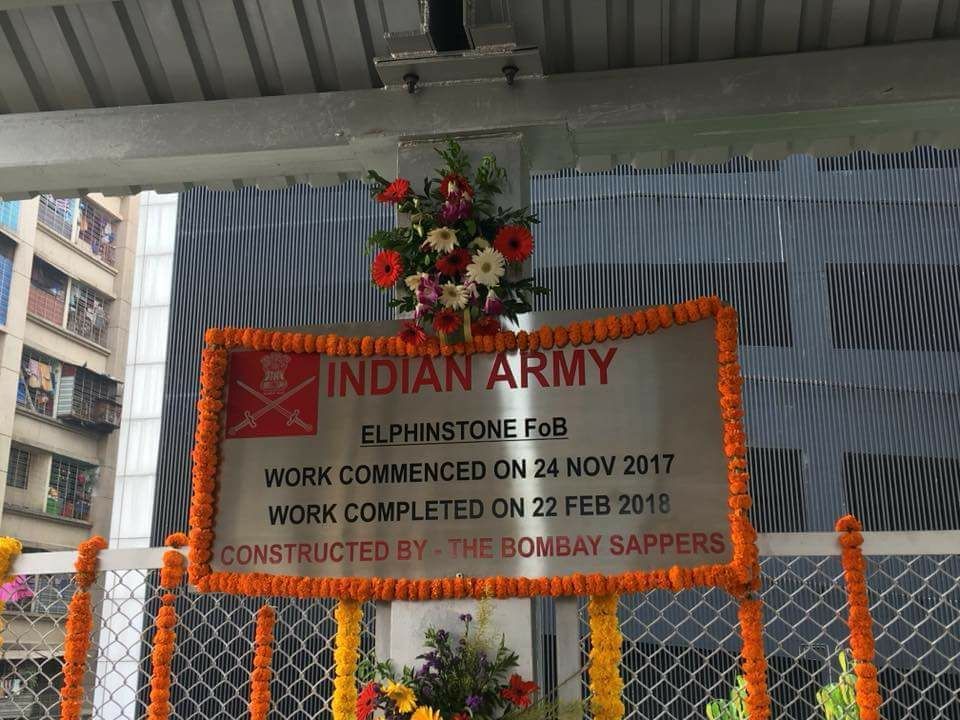 INDIAN ARMY
ELPHINSTONE FoB
WORK COMMENCED ON 24 NOV 2017
WORK COMPLETED ON 22 FEB 2018
CONSTRUCTED BY - THE BOMBAY SAPPERS